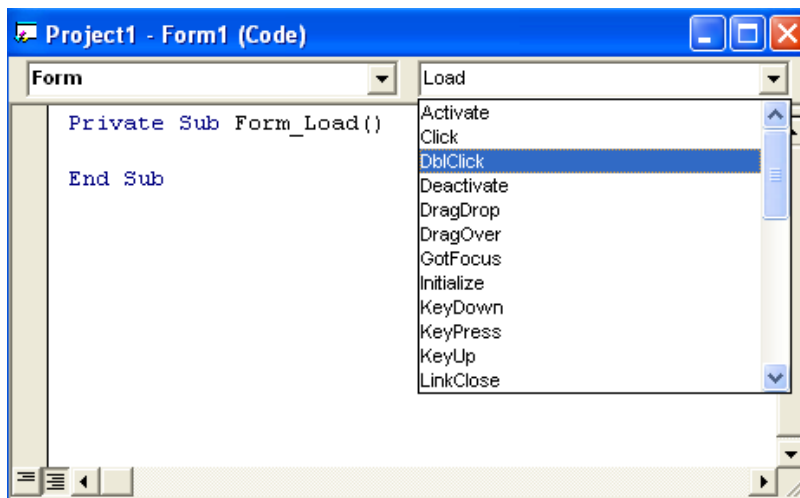 Project1 - Form1 (Code)
Form
Load
Private Sub Form_Load()
End Sub
Activate
Click
DblClick
Deactivate
DragDrop
DragOver
GotFocus
Initialize
KeyDown
KeyPress
KeyUp
LinkClose